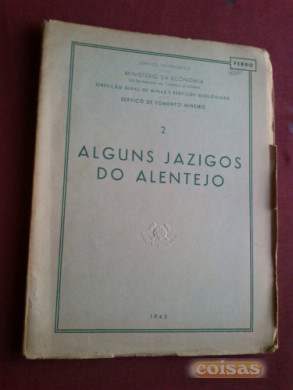 FERRO
MINISTÉRIO DA ECONOMIA
DIRECÇÃO GERAL DE MINAS E SERVIÇOS GEOLÓGICOS
SERVIÇO DE FOMENTO MINEIRO
2
ALGUNS JAZIGOS
DO ALENTEJO
coisas